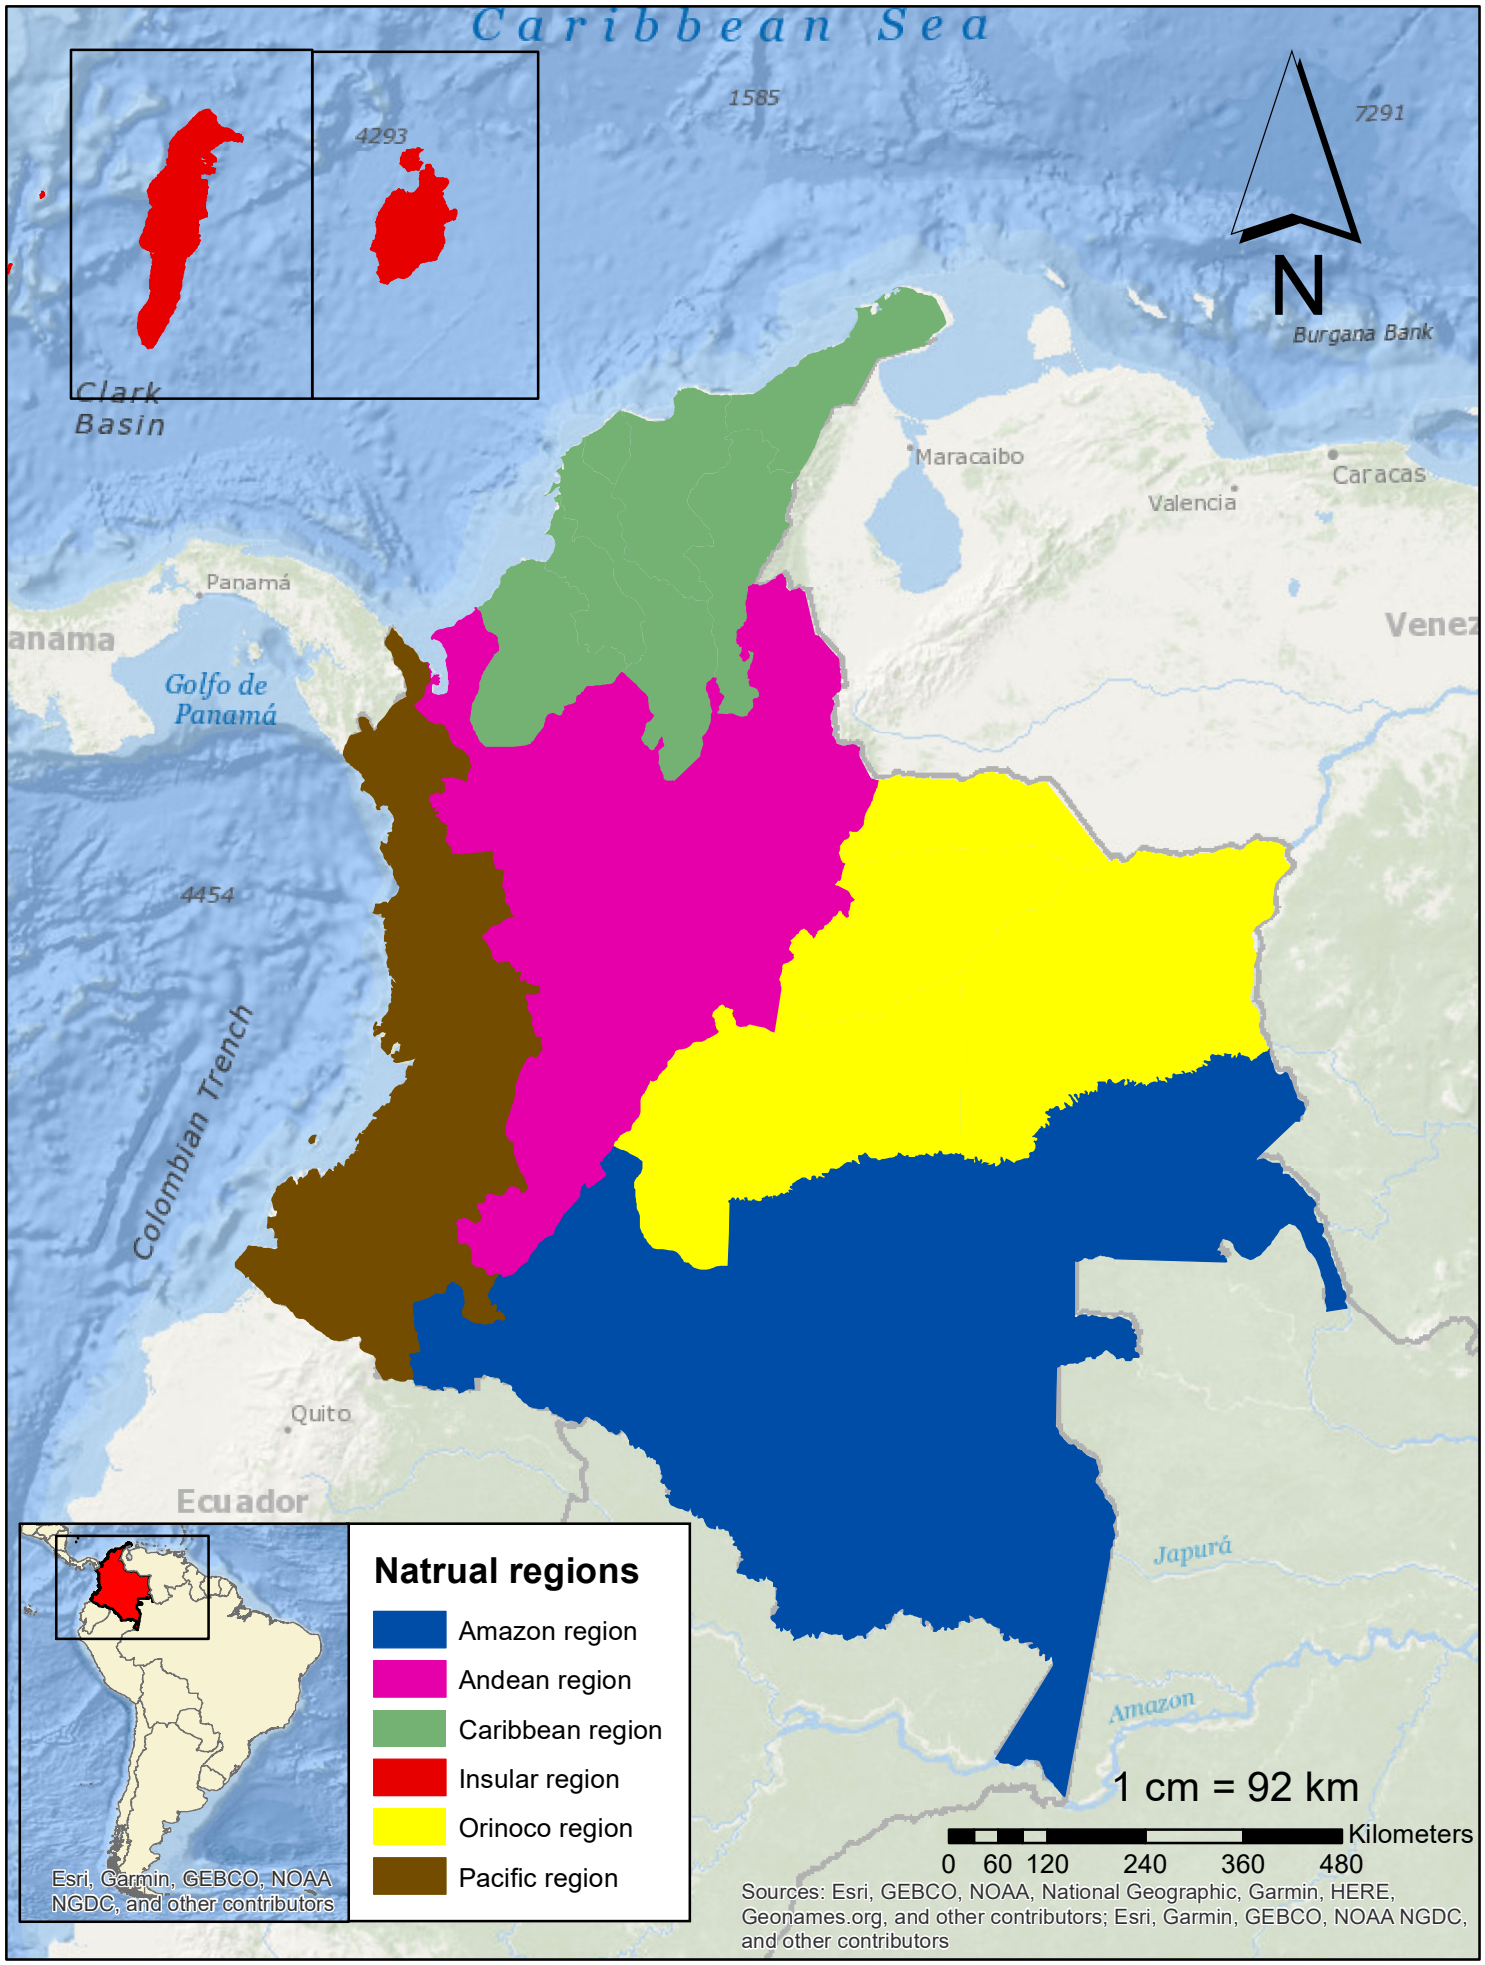 Caribbean Sea
1585
7291
4293
N
Burgana Bank
Clark
Basin
Maracaibo
Caracas
Valencia
Panamá
anama
Venez
Golfo de
Panamá
4454
Colombian Trench
Quito
Ecuador
Japurá
Amazon
Natrual regions
Amazon region
Andean region
Caribbean region
Insular region
Orinoco region
Pacific region
Esri, Garmin, GEBCO, NOAA
NGDC, and other contributors
1 cm = 92 km
Kilometers
0 60 120 240 360 480
Sources: Esri, GEBCO, NOAA, National Geographic, Garmin, HERE,
Geonames.org, and other contributors; Esri, Garmin, GEBCO, NOAA NGDC,
and other contributors